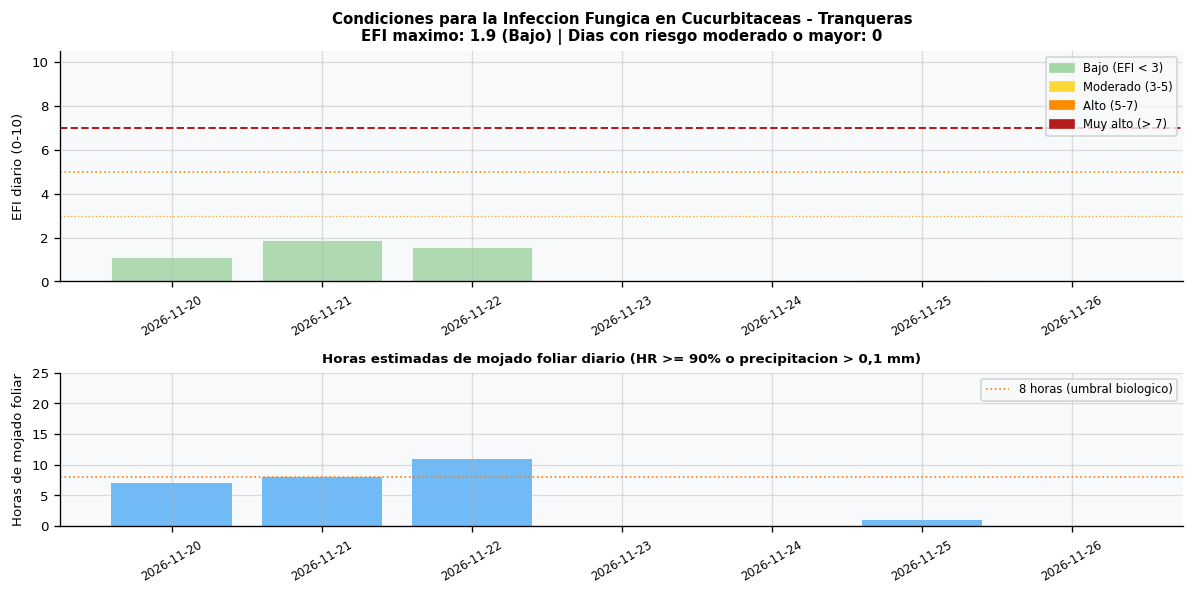 Condiciones para la Infeccion Fungica en Cucurbitaceas - Tranqueras
EFI maximo: 1.9 (Bajo) | Dias con riesgo moderado o mayor: 0
EFI diario (0-10)
10
8
6
4
2
0
Bajo (EFI < 3)
Moderado (3-5)
Alto (5-7)
Muy alto (> 7)
2026-11-20
2026-11-21
2026-11-22
2026-11-23
2026-11-24
2026-11-25
2026-11-26
Horas estimadas de mojado foliar diario (HR >= 90% o precipitacion > 0,1 mm)
Horas de mojado foliar
25
20
15
10
5
0
8 horas (umbral biologico)
2026-11-20
2026-11-21
2026-11-22
2026-11-23
2026-11-24
2026-11-25
2026-11-26